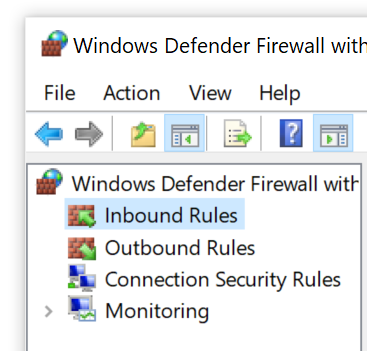 Windows Defender Firewall with
File Action View Help
Windows Defender Firewall with
Inbound Rules
Outbound Rules
Connection Security Rules
Monitoring